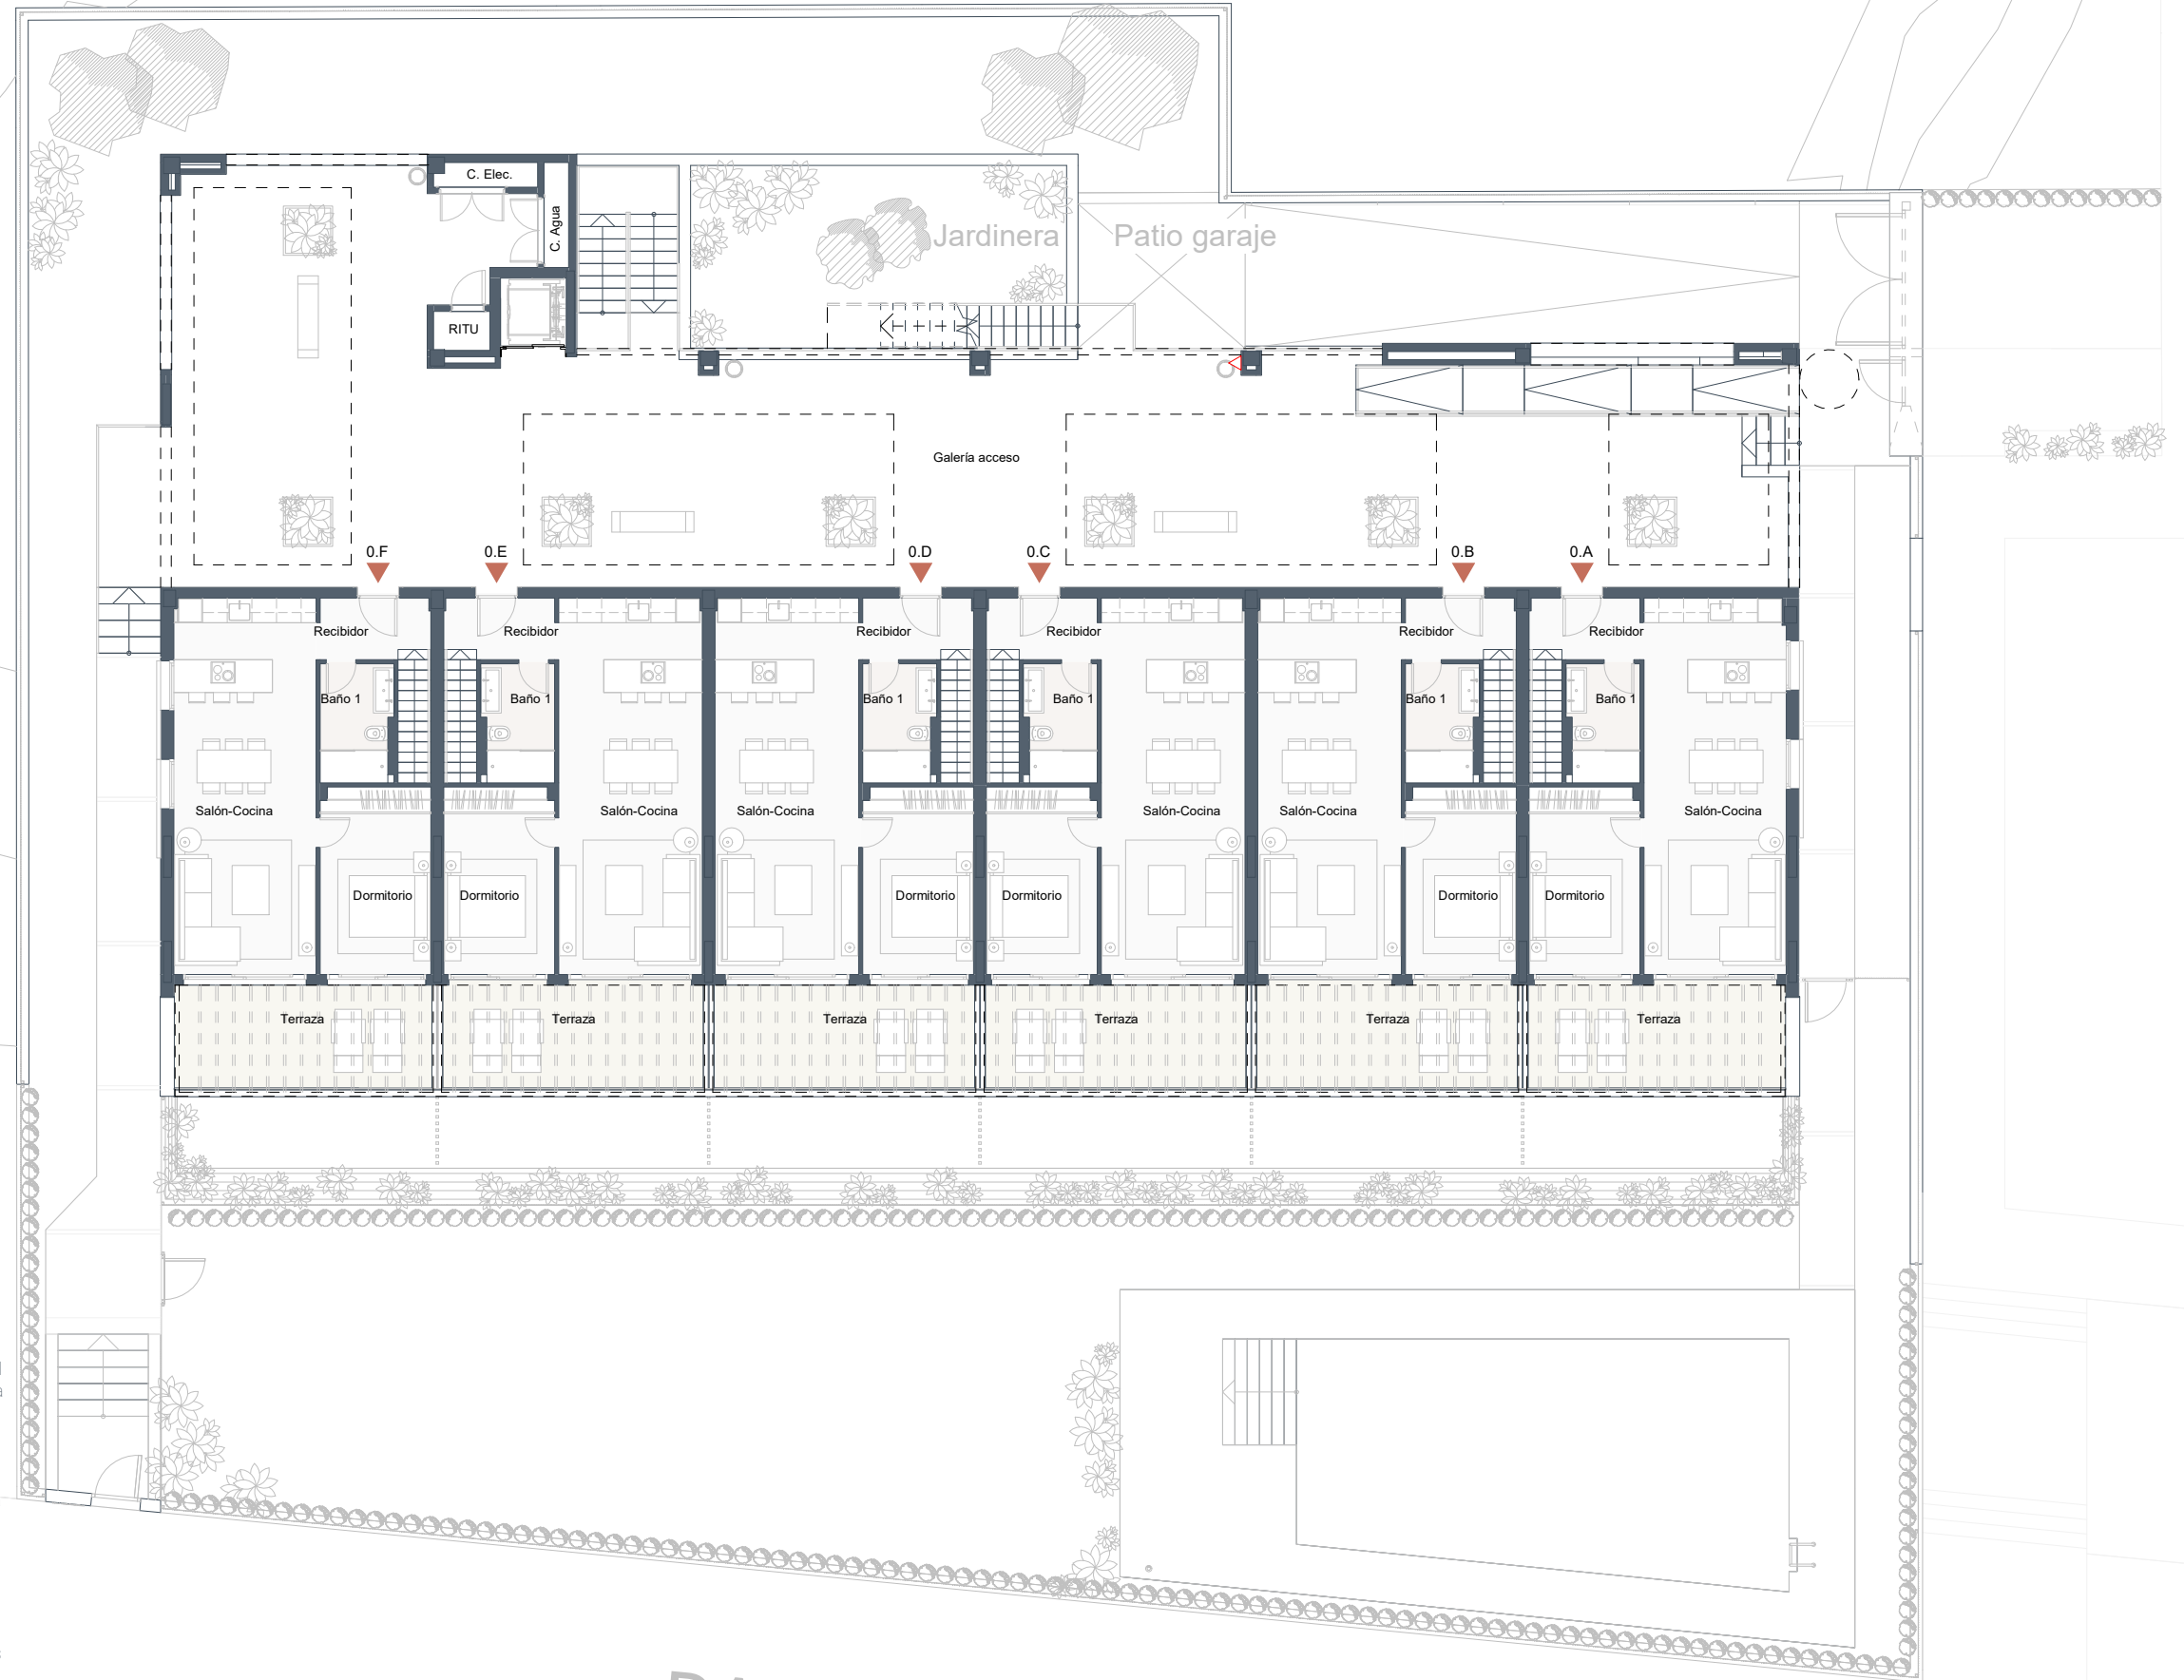 C. Elec.
C. Agua
Jardinera
Patio garaje
RITU
Galería acceso
0.F
0.E
0.D
0.C
0.B
0.A
Recibidor
Recibidor
Recibidor
Recibidor
Recibidor
Recibidor
Baño 1
Baño 1
Baño 1
Baño 1
Baño 1
Baño 1
Salón-Cocina
Salón-Cocina
Salón-Cocina
Salón-Cocina
Salón-Cocina
Salón-Cocina
Dormitorio
Dormitorio
Dormitorio
Dormitorio
Dormitorio
Dormitorio
Terraza
Terraza
Terraza
Terraza
Terraza
Terraza